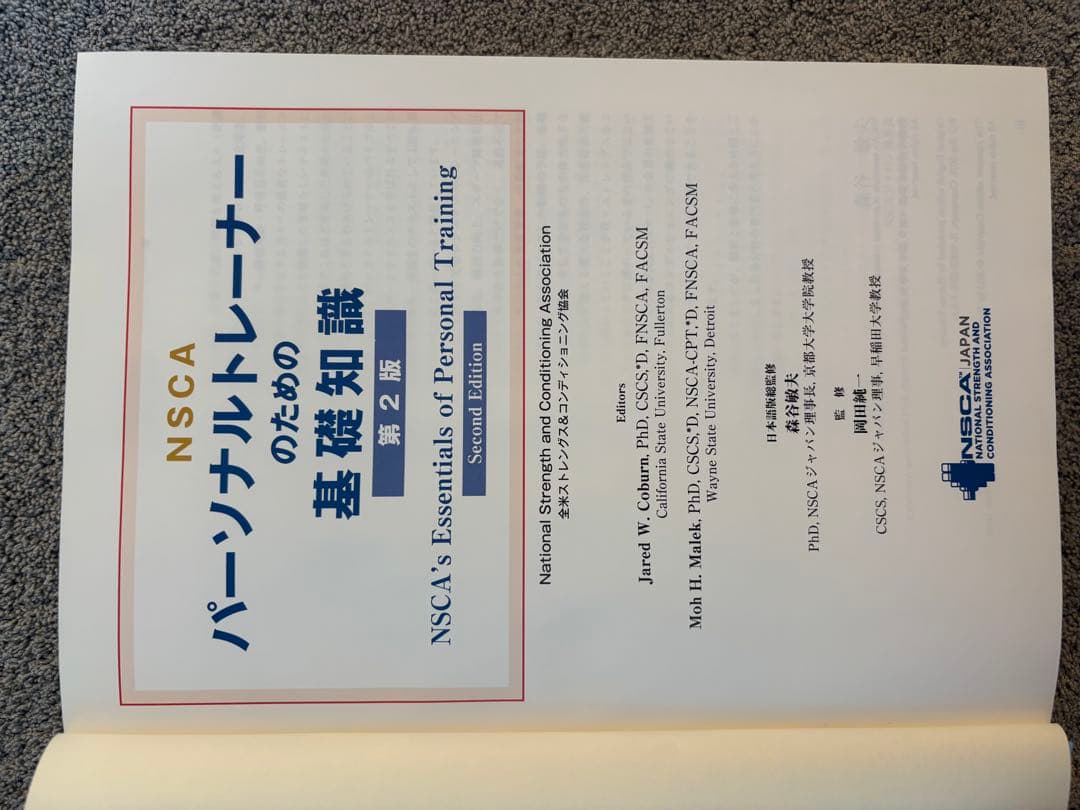 NSCA
パーソナルトレーナー
のための
基礎知識
第2版
NSCA's Essentials of Personal Training
Second Edition
National Strength and Conditioning Association
全米ストレングス&コンディショニング協会
Editors
Jared W. Coburn, PhD, CSCS,*D, FNSCA, FACSM
California State University, Fullerton
Moh H. Malek, PhD, CSCS,*D, NSCA-CPT,*D, FNSCA, FACSM
Wayne State University, Detroit
日本語版総監修
森谷敏夫
PhD, NSCAジャパン理事長, 京都大学大学院教授
監 修
岡田純一
CSCS, NSCAジャパン理事, 早稲田大学教授
NSCA™ JAPAN
NATIONAL STRENGTH AND
CONDITIONING ASSOCIATION